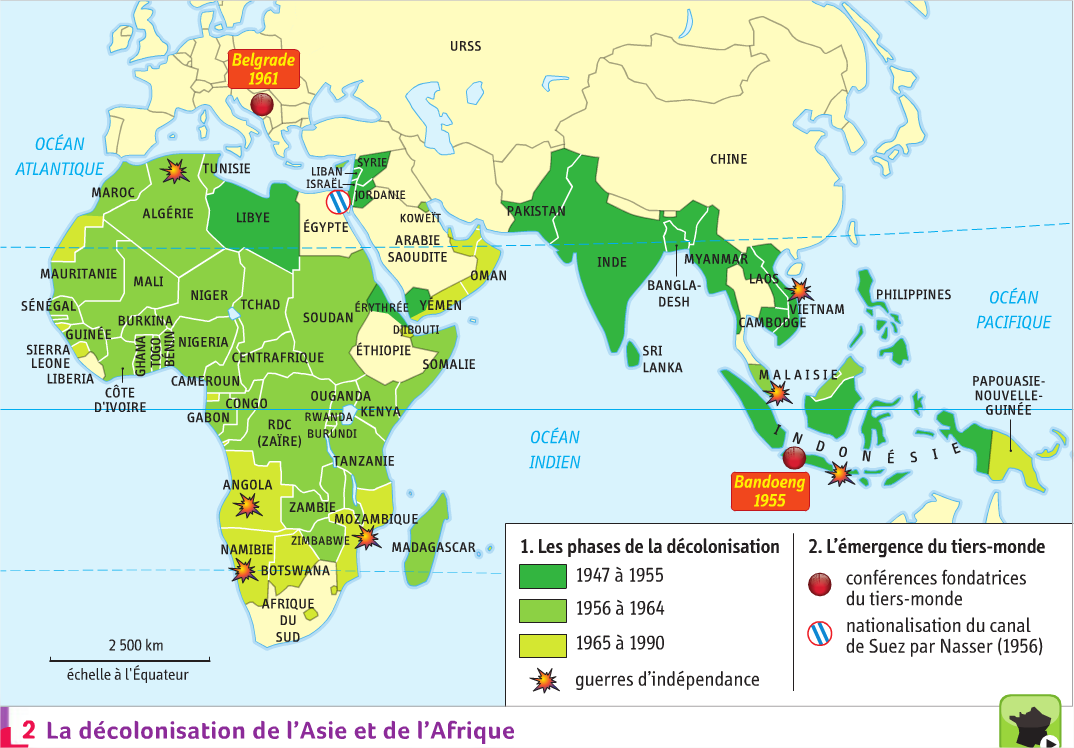 URSS
Belgrade
1961
OCÉAN
ATLANTIQUE
TUNISIE
LIBAN
SYRIE
ISRAËL
JORDANIE
CHINE
MAROC
ALGÉRIE
LIBYE
ÉGYPTE
KOWEÏT
PAKISTAN
ARABIE
SAOUDITE
OMAN
INDE
MYANMAR
LAOS
BANGLA-
DESH
VIETNAM
CAMBODGE
PHILIPPINES
OCÉAN
PACIFIQUE
MAURITANIE
MALI
NIGER
TCHAD
SOUDAN
ÉRYTHRÉE
YÉMEN
DJIBOUTI
SÉNÉGAL
GUINÉE
BURKINA
GHANA
TOGO
BÉNIN
NIGERIA
SIERRA
LEONE
LIBERIA
CÔTE
D'IVOIRE
CENTRAFRIQUE
ÉTHIOPIE
SOMALIE
SRI
LANKA
MALAISIE
CAMEROUN
CONGO
GABON
OUGANDA
RWANDA
KENYA
BURUNDI
RDC
(ZAÏRE)
TANZANIE
OCÉAN
INDIEN
INDONÉSIE
PAPOUASIE-
NOUVELLE-
GUINÉE
Bandoeng
1955
ANGOLA
ZAMBIE
MOZAMBIQUE
ZIMBABWE
MADAGASCAR
NAMIBIE
BOTSWANA
AFRIQUE
DU
SUD
2 500 km
échelle à l'Équateur
1. Les phases de la décolonisation
1947 à 1955
1956 à 1964
1965 à 1990
guerres d'indépendance
2. L'émergence du tiers-monde
conférences fondatrices
du tiers-monde
nationalisation du canal
de Suez par Nasser (1956)
2 La décolonisation de l'Asie et de l'Afrique